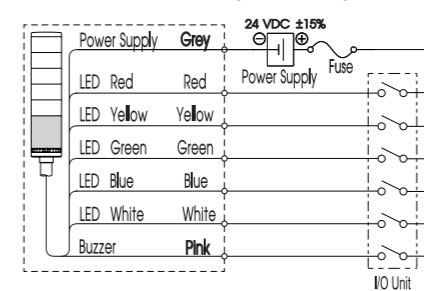 24 VDC ±15%
Power Supply Grey
⊖ ⊕
Power Supply
Fuse
LED Red Red
LED Yellow Yellow
LED Green Green
LED Blue Blue
LED White White
Buzzer Pink
I/O Unit